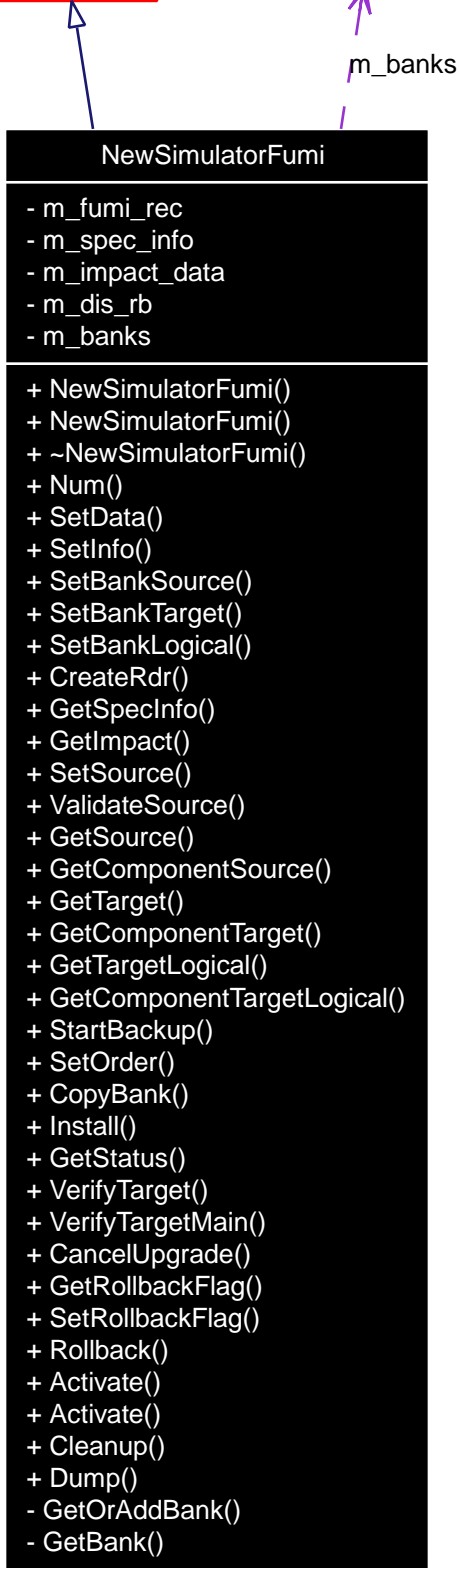 m_banks
NewSimulatorFumi
- m_fumi_rec
- m_spec_info
- m_impact_data
- m_dis_rb
- m_banks
+ NewSimulatorFumi()
+ NewSimulatorFumi()
+ ~NewSimulatorFumi()
+ Num()
+ SetData()
+ SetInfo()
+ SetBankSource()
+ SetBankTarget()
+ SetBankLogical()
+ CreateRdr()
+ GetSpecInfo()
+ GetImpact()
+ SetSource()
+ ValidateSource()
+ GetSource()
+ GetComponentSource()
+ GetTarget()
+ GetComponentTarget()
+ GetTargetLogical()
+ GetComponentTargetLogical()
+ StartBackup()
+ SetOrder()
+ CopyBank()
+ Install()
+ GetStatus()
+ VerifyTarget()
+ VerifyTargetMain()
+ CancelUpgrade()
+ GetRollbackFlag()
+ SetRollbackFlag()
+ Rollback()
+ Activate()
+ Activate()
+ Cleanup()
+ Dump()
- GetOrAddBank()
- GetBank()